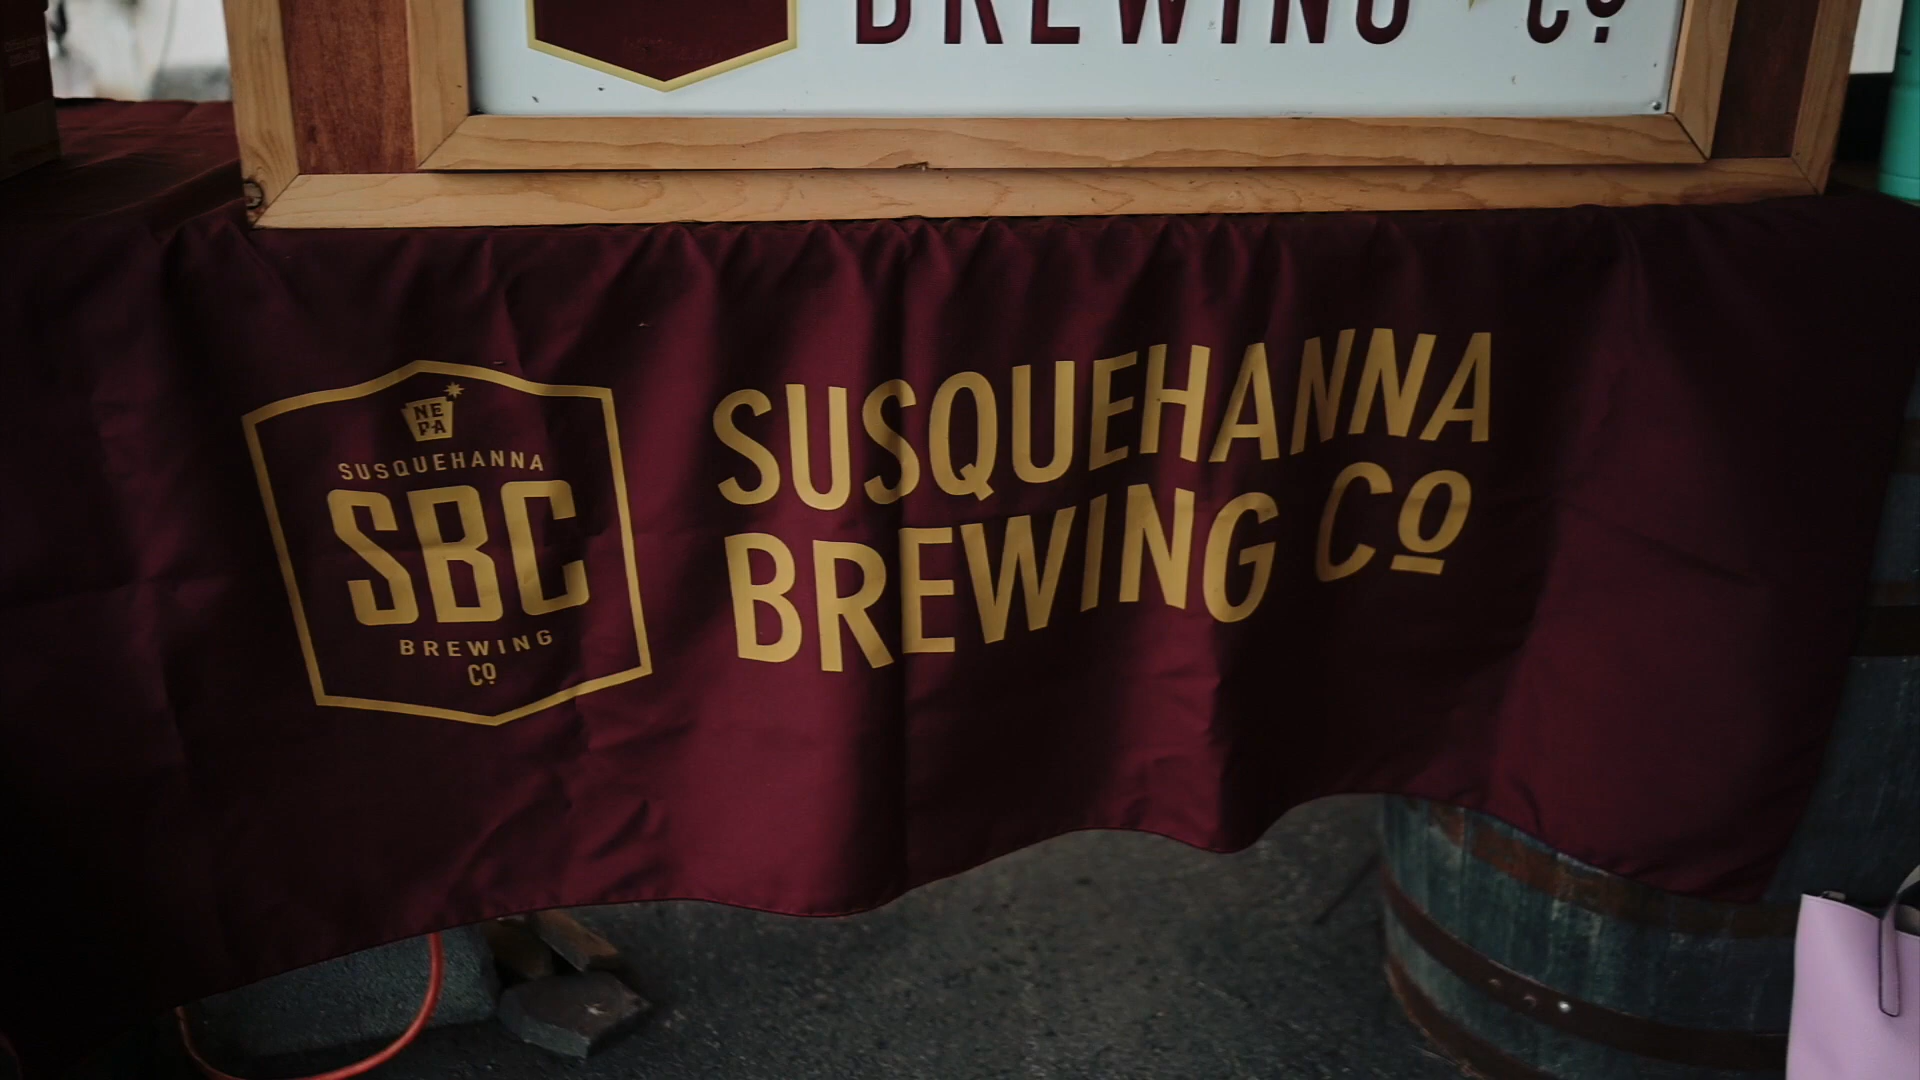 BREWING Cº
NE
PA
SUSQUEHANNA
SBC
BREWING
Cº
SUSQUEHANNA
BREWING Cº